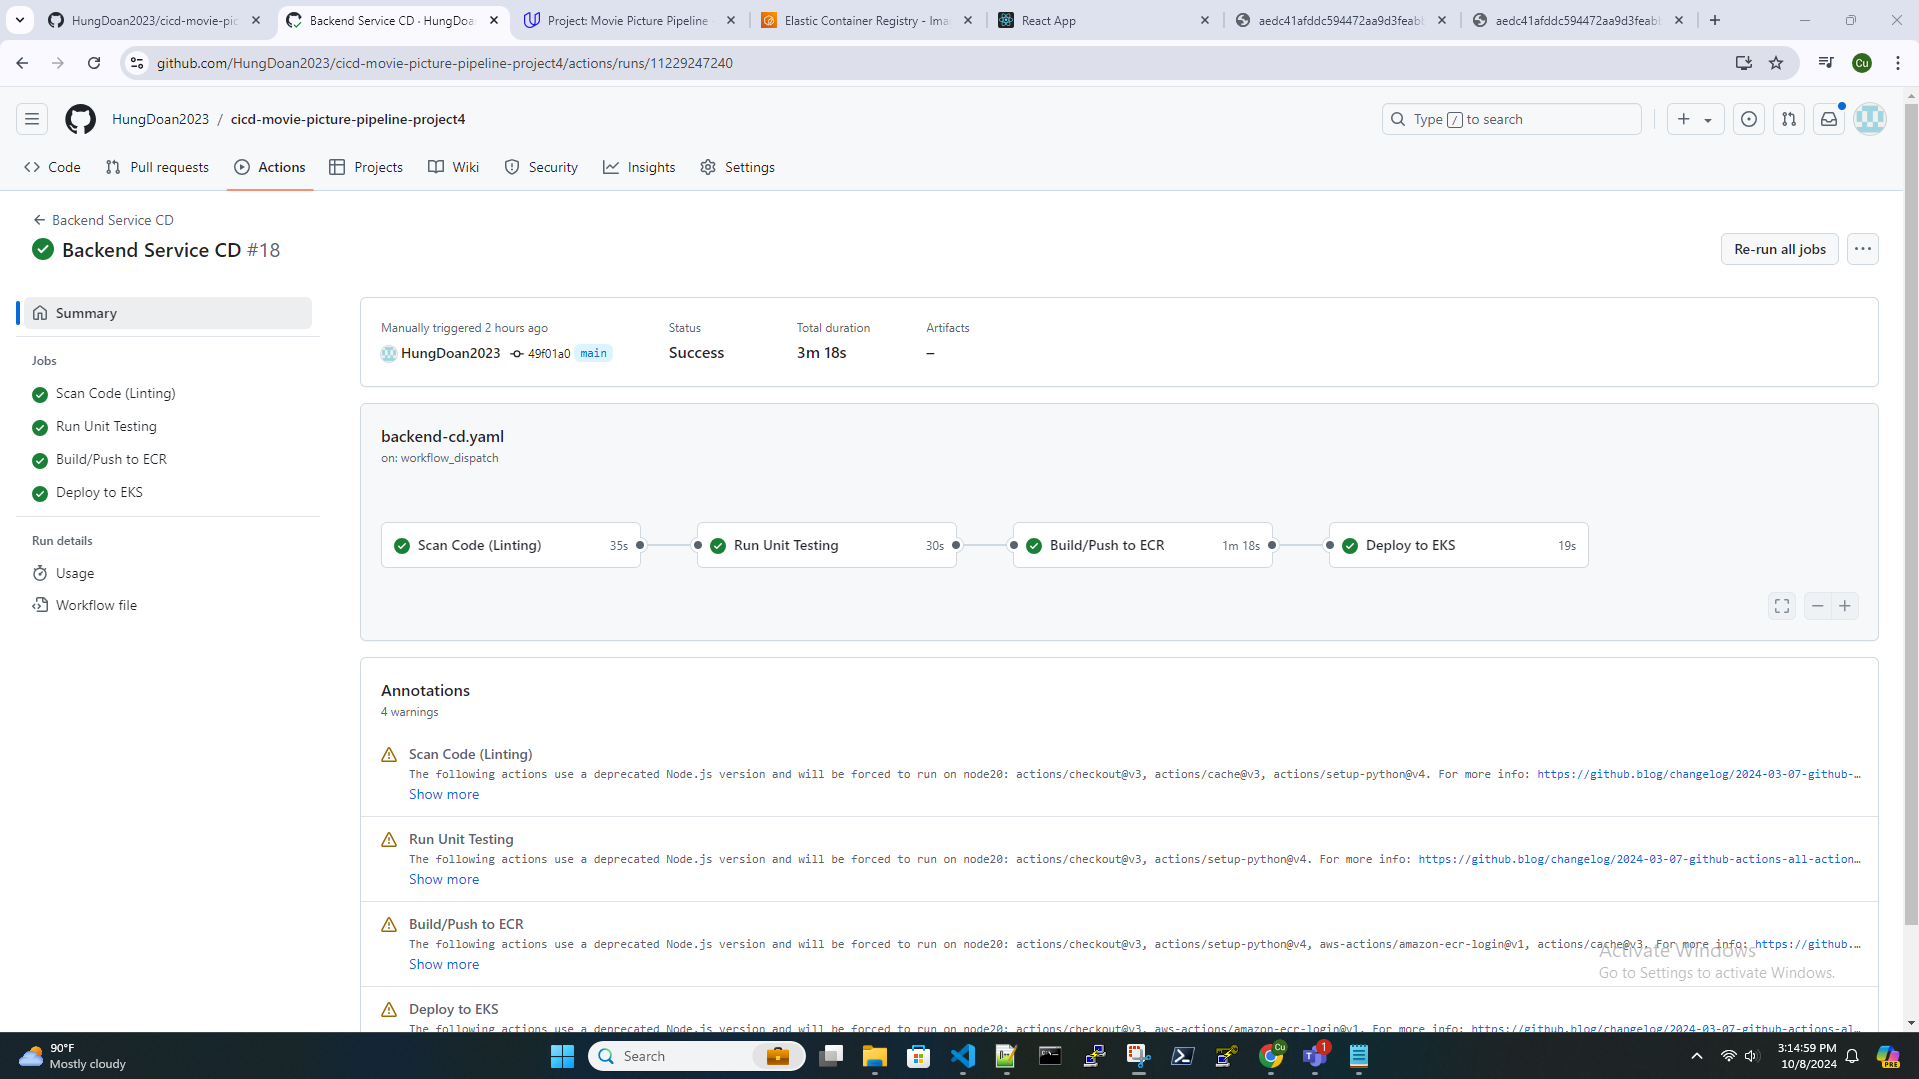 HungDoan2023/cicd-movie-pic
Backend Service CD · HungDoan
Project: Movie Picture Pipeline
Elastic Container Registry - Ima
React App
aedc41afddc594472aa9d3feabb
aedc41afddc594472aa9d3feabb
github.com/HungDoan2023/cicd-movie-picture-pipeline-project4/actions/runs/11229247240
Cu
HungDoan2023 / cicd-movie-picture-pipeline-project4
Type / to search
Code
Pull requests
Actions
Projects
Wiki
Security
Insights
Settings
Backend Service CD
Backend Service CD #18
Re-run all jobs
Summary
Jobs
Scan Code (Linting)
Run Unit Testing
Build/Push to ECR
Deploy to EKS
Run details
Usage
Workflow file
Manually triggered 2 hours ago
HungDoan2023 49f01a0 main
Status
Success
Total duration
3m 18s
Artifacts
–
backend-cd.yaml
on: workflow_dispatch
Scan Code (Linting) 35s
Run Unit Testing 30s
Build/Push to ECR 1m 18s
Deploy to EKS 19s
Annotations
4 warnings
Scan Code (Linting)
The following actions use a deprecated Node.js version and will be forced to run on node20: actions/checkout@v3, actions/cache@v3, actions/setup-python@v4. For more info: https://github.blog/changelog/2024-03-07-github-…
Show more
Run Unit Testing
The following actions use a deprecated Node.js version and will be forced to run on node20: actions/checkout@v3, actions/setup-python@v4. For more info: https://github.blog/changelog/2024-03-07-github-actions-all-action…
Show more
Build/Push to ECR
The following actions use a deprecated Node.js version and will be forced to run on node20: actions/checkout@v3, actions/setup-python@v4, aws-actions/amazon-ecr-login@v1, actions/cache@v3. For more info: https://github.…
Show more
Activate Windows
Go to Settings to activate Windows.
Deploy to EKS
The following actions use a deprecated Node.js version and will be forced to run on node20: actions/checkout@v3, aws-actions/amazon-ecr-login@v1. For more info: https://github.blog/changelog/2024-03-07-github-actions-al…
90°F
Mostly cloudy
Search
Cu
1
3:14:59 PM
10/8/2024
PRE